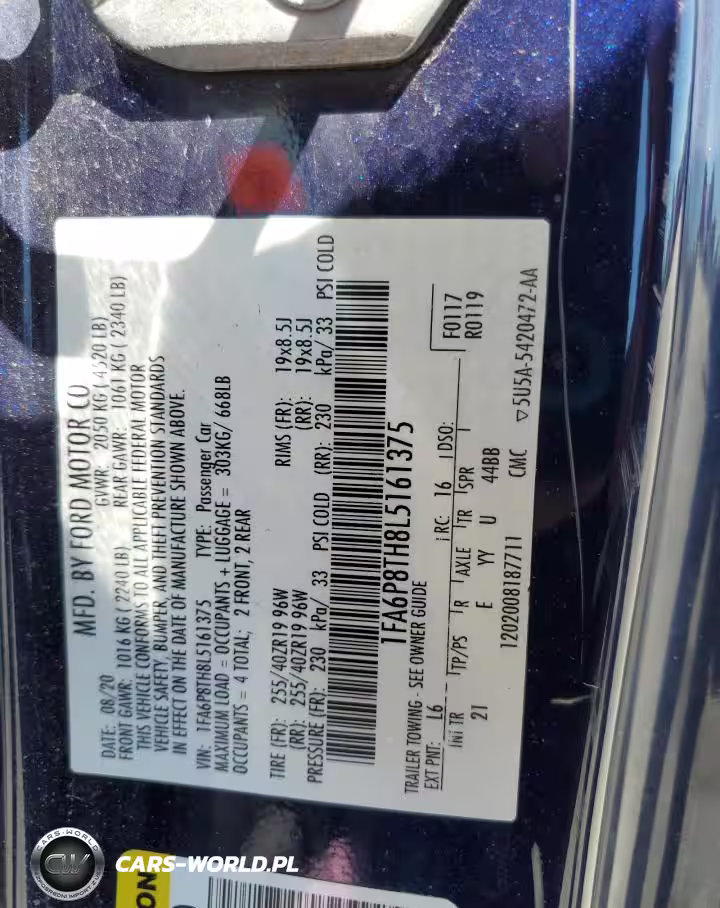 MFD. BY FORD MOTOR CO
DATE: 08/20 GVWR: 2050 KG ( 4520 LB)
FRONT GAWR: 1016 KG ( 2240 LB) REAR GAWR: 1061 KG ( 2340 LB)
THIS VEHICLE CONFORMS TO ALL APPLICABLE FEDERAL MOTOR
VEHICLE SAFETY, BUMPER, AND THEFT PREVENTION STANDARDS
IN EFFECT ON THE DATE OF MANUFACTURE SHOWN ABOVE.
VIN: 1FA6P8TH8L5161375 TYPE: Passenger Car
MAXIMUM LOAD = OCCUPANTS + LUGGAGE = 303KG/ 668LB
OCCUPANTS = 4 TOTAL; 2 FRONT, 2 REAR
TIRE (FR): 255/40ZR19 96W RIMS (FR): 19x8.5J
(RR): 255/40ZR19 96W (RR): 19x8.5J
PRESSURE (FR): 230 kPa/ 33 PSI COLD (RR): 230 kPa/ 33 PSI COLD
1FA6P8TH8L5161375
TRAILER TOWING - SEE OWNER GUIDE
EXT PNT: L6 RC: 16 DSO: F0117
R0119
INT TR TP/PS R AXLE TR SPR
21 E YY U 44BB
1202008187711 CMC ▽5U5A-5420472-AA
ON
CARS-WORLD
CW
CARS-WORLD.PL